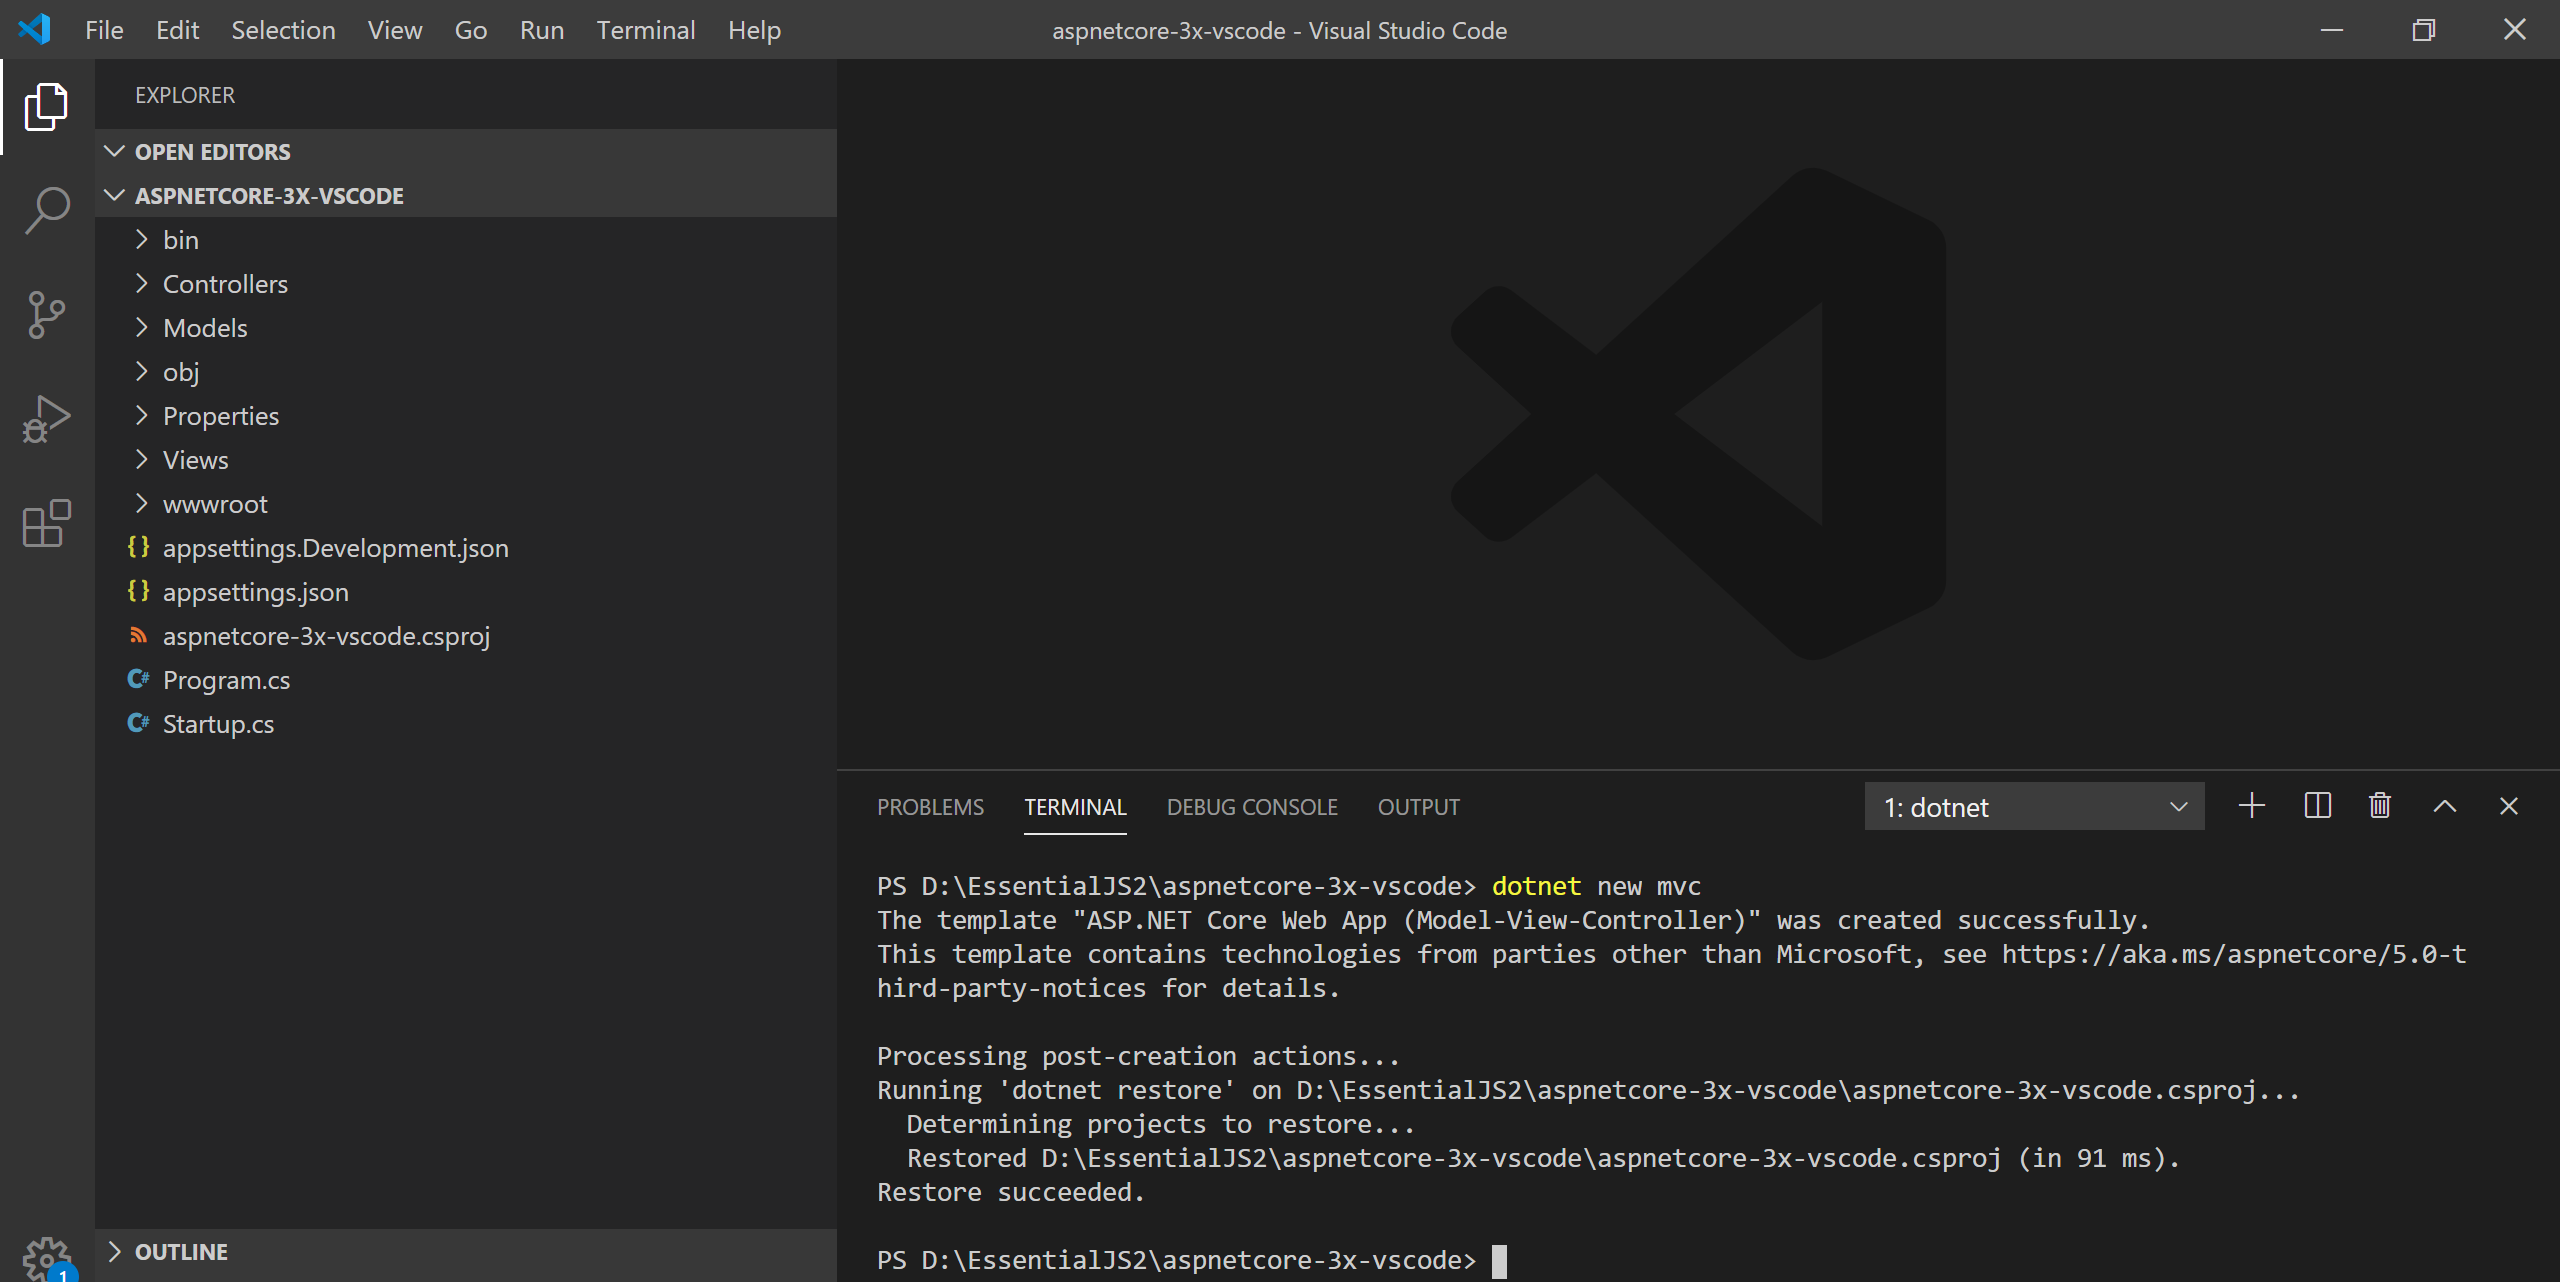 File Edit Selection View Go Run Terminal Help aspnetcore-3x-vscode - Visual Studio Code
EXPLORER
OPEN EDITORS
ASPNETCORE-3X-VSCODE
bin
Controllers
Models
obj
Properties
Views
wwwroot
{} appsettings.Development.json
{} appsettings.json
aspnetcore-3x-vscode.csproj
C# Program.cs
C# Startup.cs
OUTLINE
1
PROBLEMS TERMINAL DEBUG CONSOLE OUTPUT 1: dotnet
PS D:\EssentialJS2\aspnetcore-3x-vscode> dotnet new mvc
The template "ASP.NET Core Web App (Model-View-Controller)" was created successfully.
This template contains technologies from parties other than Microsoft, see https://aka.ms/aspnetcore/5.0-t
hird-party-notices for details.
Processing post-creation actions...
Running 'dotnet restore' on D:\EssentialJS2\aspnetcore-3x-vscode\aspnetcore-3x-vscode.csproj...
Determining projects to restore...
Restored D:\EssentialJS2\aspnetcore-3x-vscode\aspnetcore-3x-vscode.csproj (in 91 ms).
Restore succeeded.
PS D:\EssentialJS2\aspnetcore-3x-vscode>